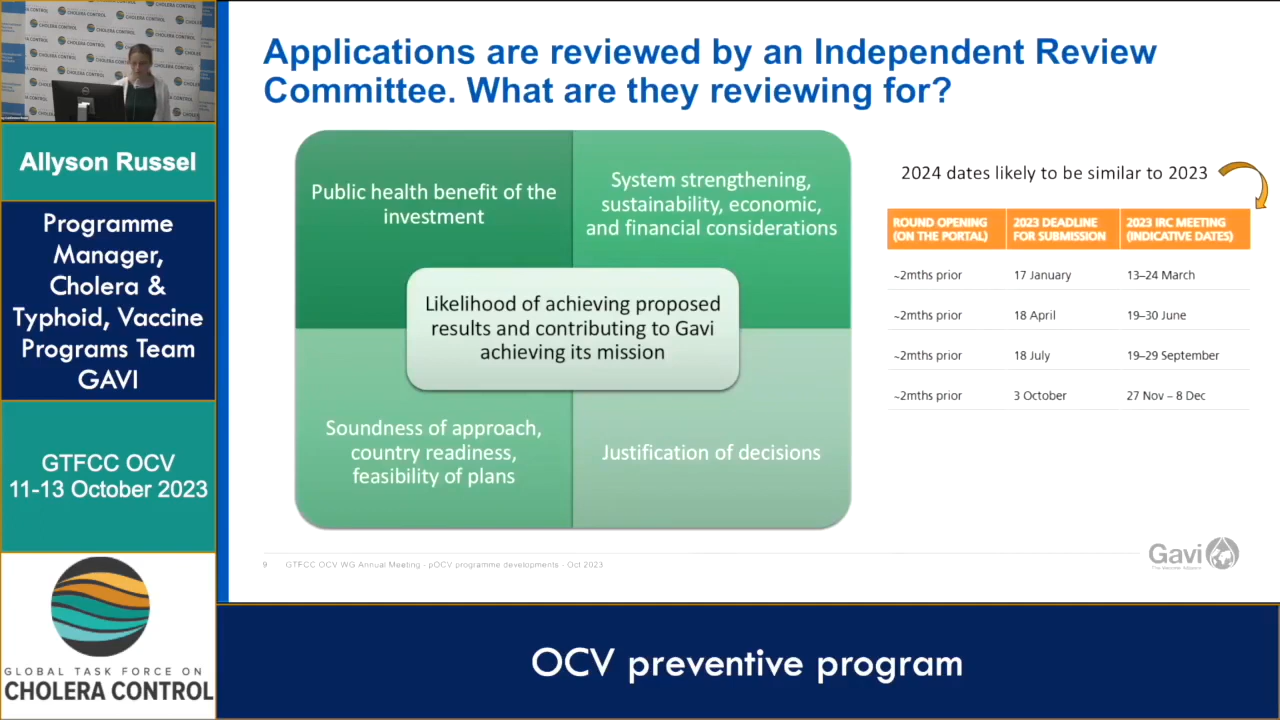 CHOLERA CONTROL
Allyson Russel
Programme
Manager,
Cholera &
Typhoid, Vaccine
Programs Team
GAVI
GTFCC OCV
11-13 October 2023
GLOBAL TASK FORCE ON
CHOLERA CONTROL
Applications are reviewed by an Independent Review
Committee. What are they reviewing for?
Public health benefit of the
investment
System strengthening,
sustainability, economic,
and financial considerations
Likelihood of achieving proposed
results and contributing to Gavi
achieving its mission
Soundness of approach,
country readiness,
feasibility of plans
Justification of decisions
2024 dates likely to be similar to 2023
ROUND OPENING (ON THE PORTAL) 2023 DEADLINE FOR SUBMISSION 2023 IRC MEETING (INDICATIVE DATES)
~2mths prior 17 January 13–24 March
~2mths prior 18 April 19–30 June
~2mths prior 18 July 19–29 September
~2mths prior 3 October 27 Nov – 8 Dec
9 GTFCC OCV WG Annual Meeting - pOCV programme developments - Oct 2023
Gavi
The Vaccine Alliance
OCV preventive program